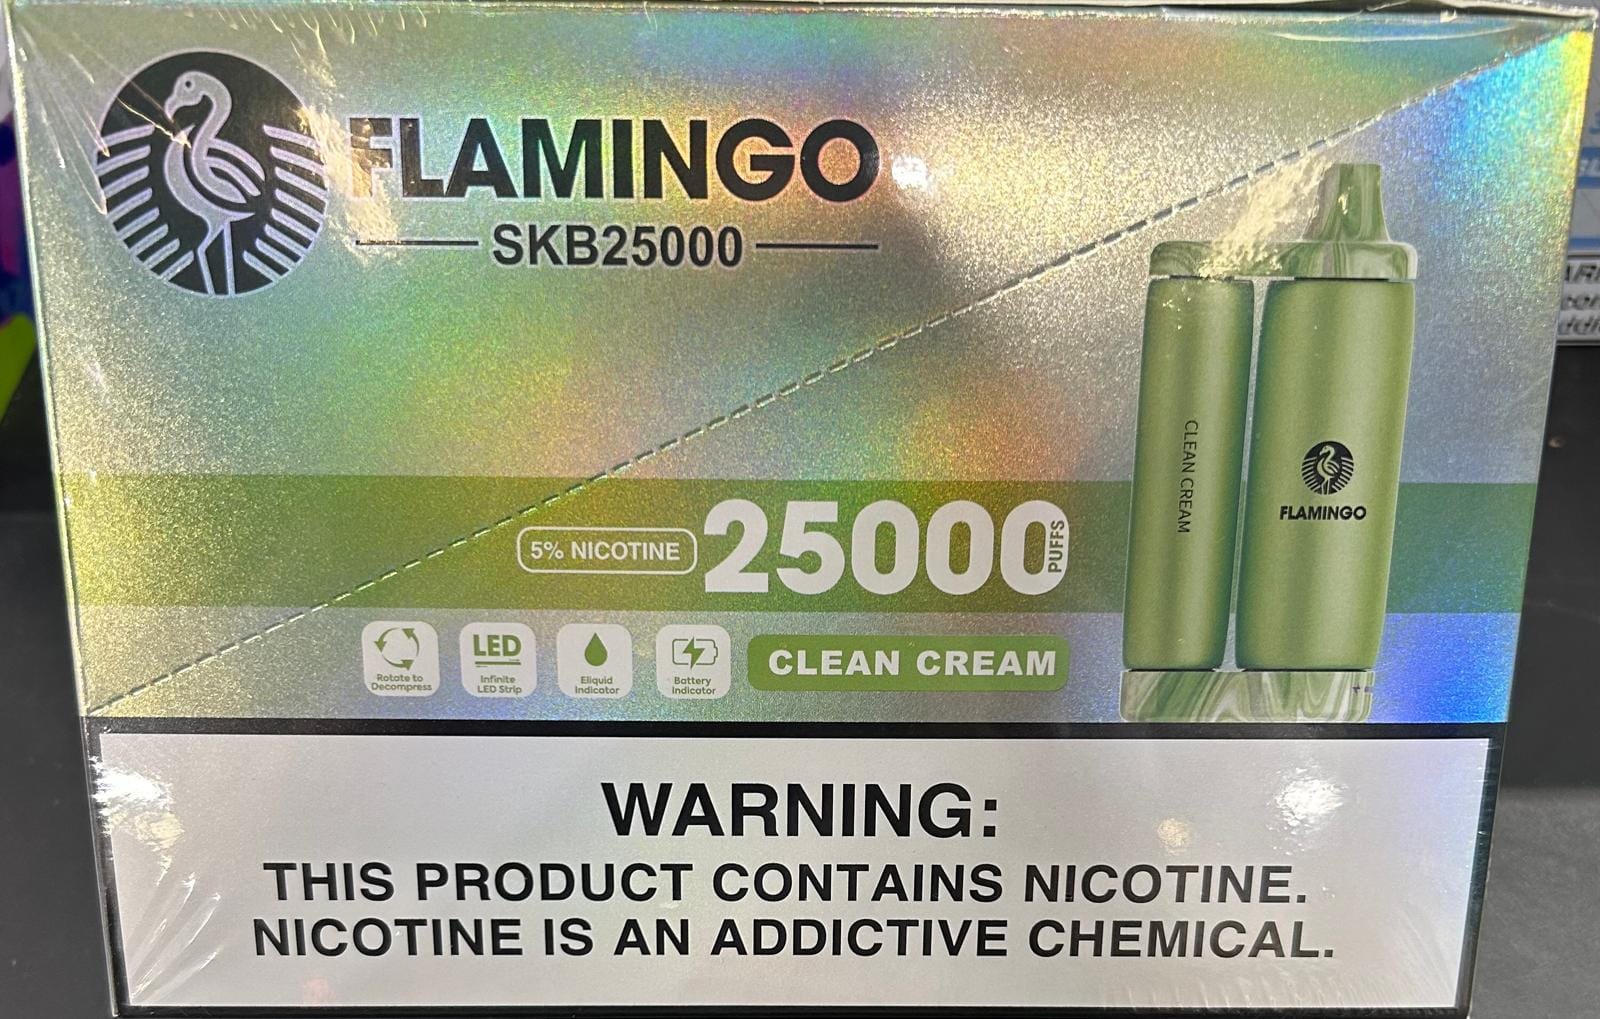 FLAMINGO
SKB25000
5% NICOTINE
25000
PUFFS
Rotate to
Decompress
LED
Infinite
LED Strip
Eliquid
Indicator
Battery
Indicator
CLEAN CREAM
CLEAN CREAM
FLAMINGO
WARNING:
THIS PRODUCT CONTAINS NICOTINE.
NICOTINE IS AN ADDICTIVE CHEMICAL.